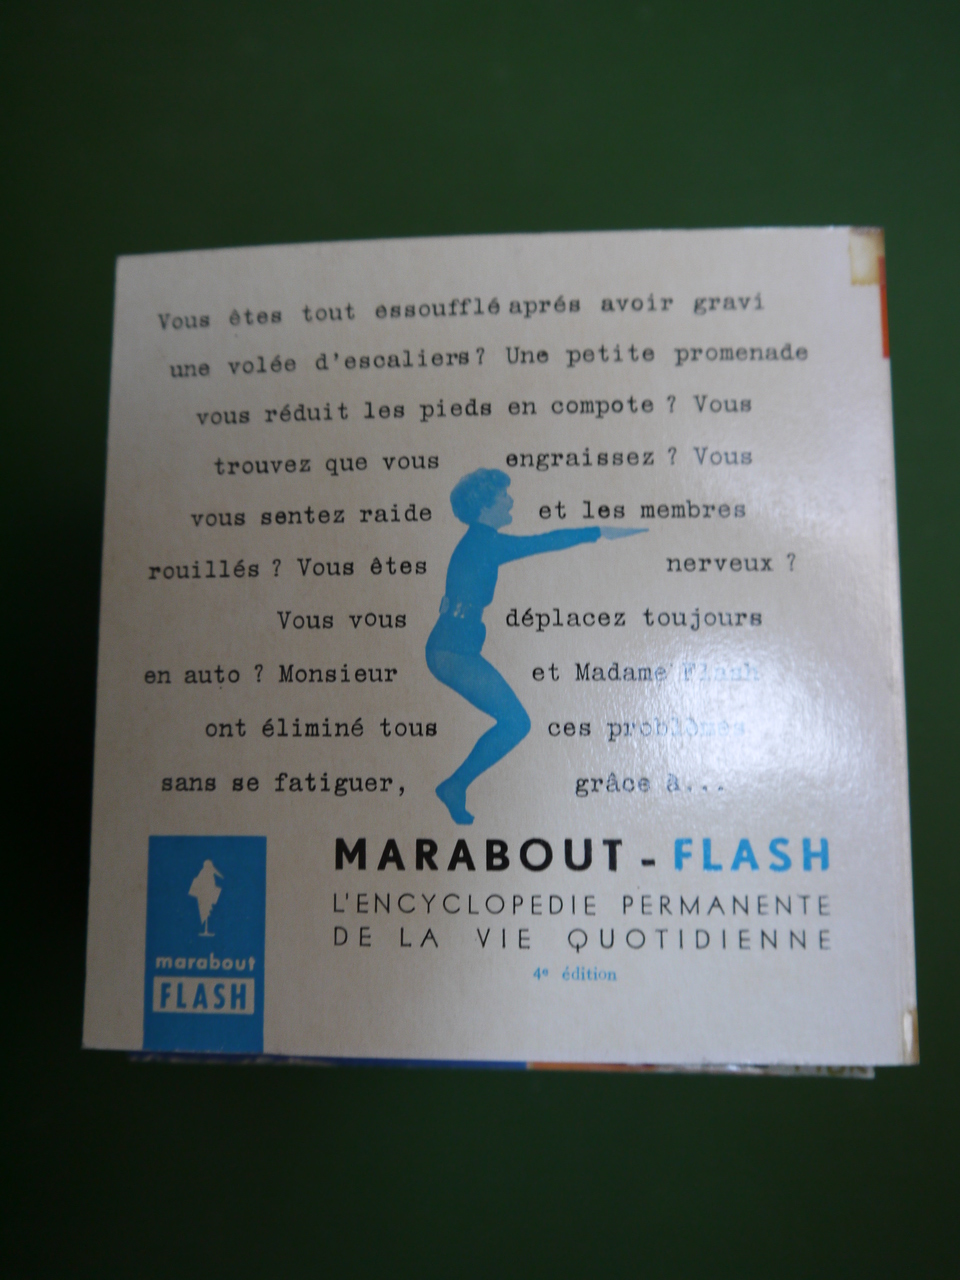 Vous êtes tout essoufflé aprés avoir gravi
une volée d'escaliers? Une petite promenade
vous réduit les pieds en compote ? Vous
trouvez que vous engraissez ? Vous
vous sentez raide et les membres
rouillés ? Vous êtes nerveux ?
Vous vous déplacez toujours
en auto ? Monsieur et Madame Flash
ont éliminé tous ces problèmes
sans se fatiguer, grâce à...
MARABOUT - FLASH
L'ENCYCLOPEDIE PERMANENTE
DE LA VIE QUOTIDIENNE
4e édition
marabout
FLASH